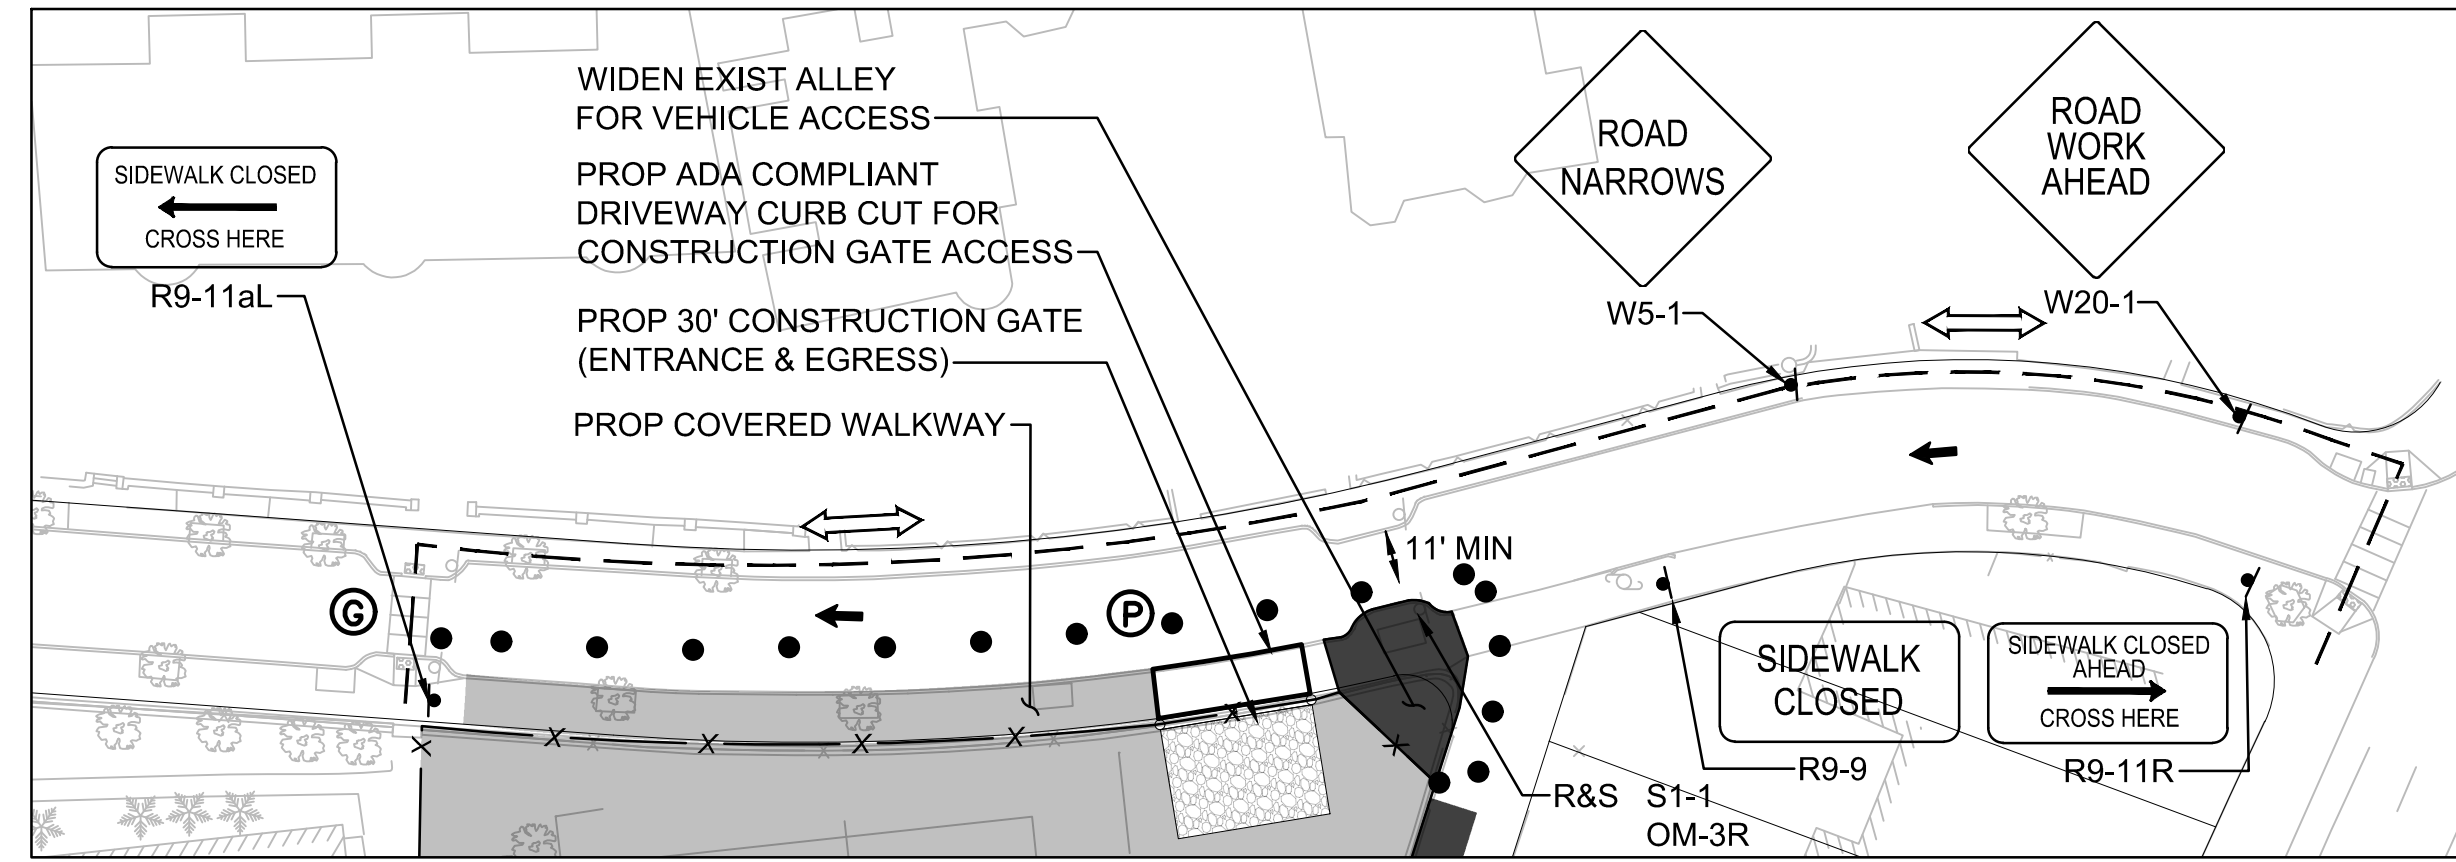 WIDEN EXIST ALLEY
FOR VEHICLE ACCESS
PROP ADA COMPLIANT
DRIVEWAY CURB CUT FOR
CONSTRUCTION GATE ACCESS
PROP 30' CONSTRUCTION GATE
(ENTRANCE & EGRESS)
PROP COVERED WALKWAY
SIDEWALK CLOSED
CROSS HERE
R9-11aL
ROAD
NARROWS
W5-1
ROAD
WORK
AHEAD
W20-1
11' MIN
G
P
SIDEWALK
CLOSED
R9-9
SIDEWALK CLOSED
AHEAD
CROSS HERE
R9-11R
R&S S1-1
OM-3R
X X X X X X X